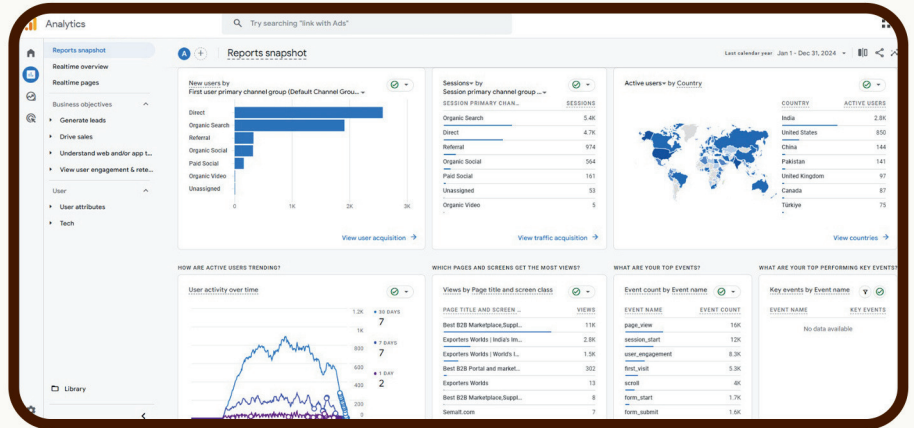 Analytics
Try searching "link with Ads"
Reports snapshot
Realtime overview
Realtime pages
Business objectives
Generate leads
Drive sales
Understand web and/or app t...
View user engagement & rete...
User
User attributes
Tech
Library
A
Reports snapshot
Last calendar year Jan 1 - Dec 31, 2024
New users by
First user primary channel group (Default Channel Grou...
Direct
Organic Search
Referral
Organic Social
Paid Social
Organic Video
Unassigned
0 1K 2K 3K
View user acquisition
Sessions by
Session primary channel group ...
SESSION PRIMARY CHAN... SESSIONS
Organic Search 5.4K
Direct 4.7K
Referral 974
Organic Social 564
Paid Social 161
Unassigned 53
Organic Video 5
View traffic acquisition
Active users by Country
COUNTRY ACTIVE USERS
India 2.8K
United States 850
China 144
Pakistan 141
United Kingdom 97
Canada 87
Türkiye 75
View countries
HOW ARE ACTIVE USERS TRENDING?
User activity over time
1.2K
1K
800
600
400
200
0
30 DAYS
7
7 DAYS
7
1 DAY
2
WHICH PAGES AND SCREENS GET THE MOST VIEWS?
Views by Page title and screen class
PAGE TITLE AND SCREEN ... VIEWS
Best B2B Marketplace,Suppl... 11K
Exporters Worlds | India's Im... 2.8K
Exporters Worlds | World's l... 1.5K
Best B2B Portal and market... 302
Exporters Worlds 13
Best B2B Marketplace,Suppl... 8
Semalt.com 7
WHAT ARE YOUR TOP EVENTS?
Event count by Event name
EVENT NAME EVENT COUNT
page_view 16K
session_start 12K
user_engagement 8.3K
first_visit 5.3K
scroll 4K
form_start 1.7K
form_submit 1.6K
WHAT ARE YOUR TOP PERFORMING KEY EVENTS?
Key events by Event name
EVENT NAME KEY EVENTS
No data available